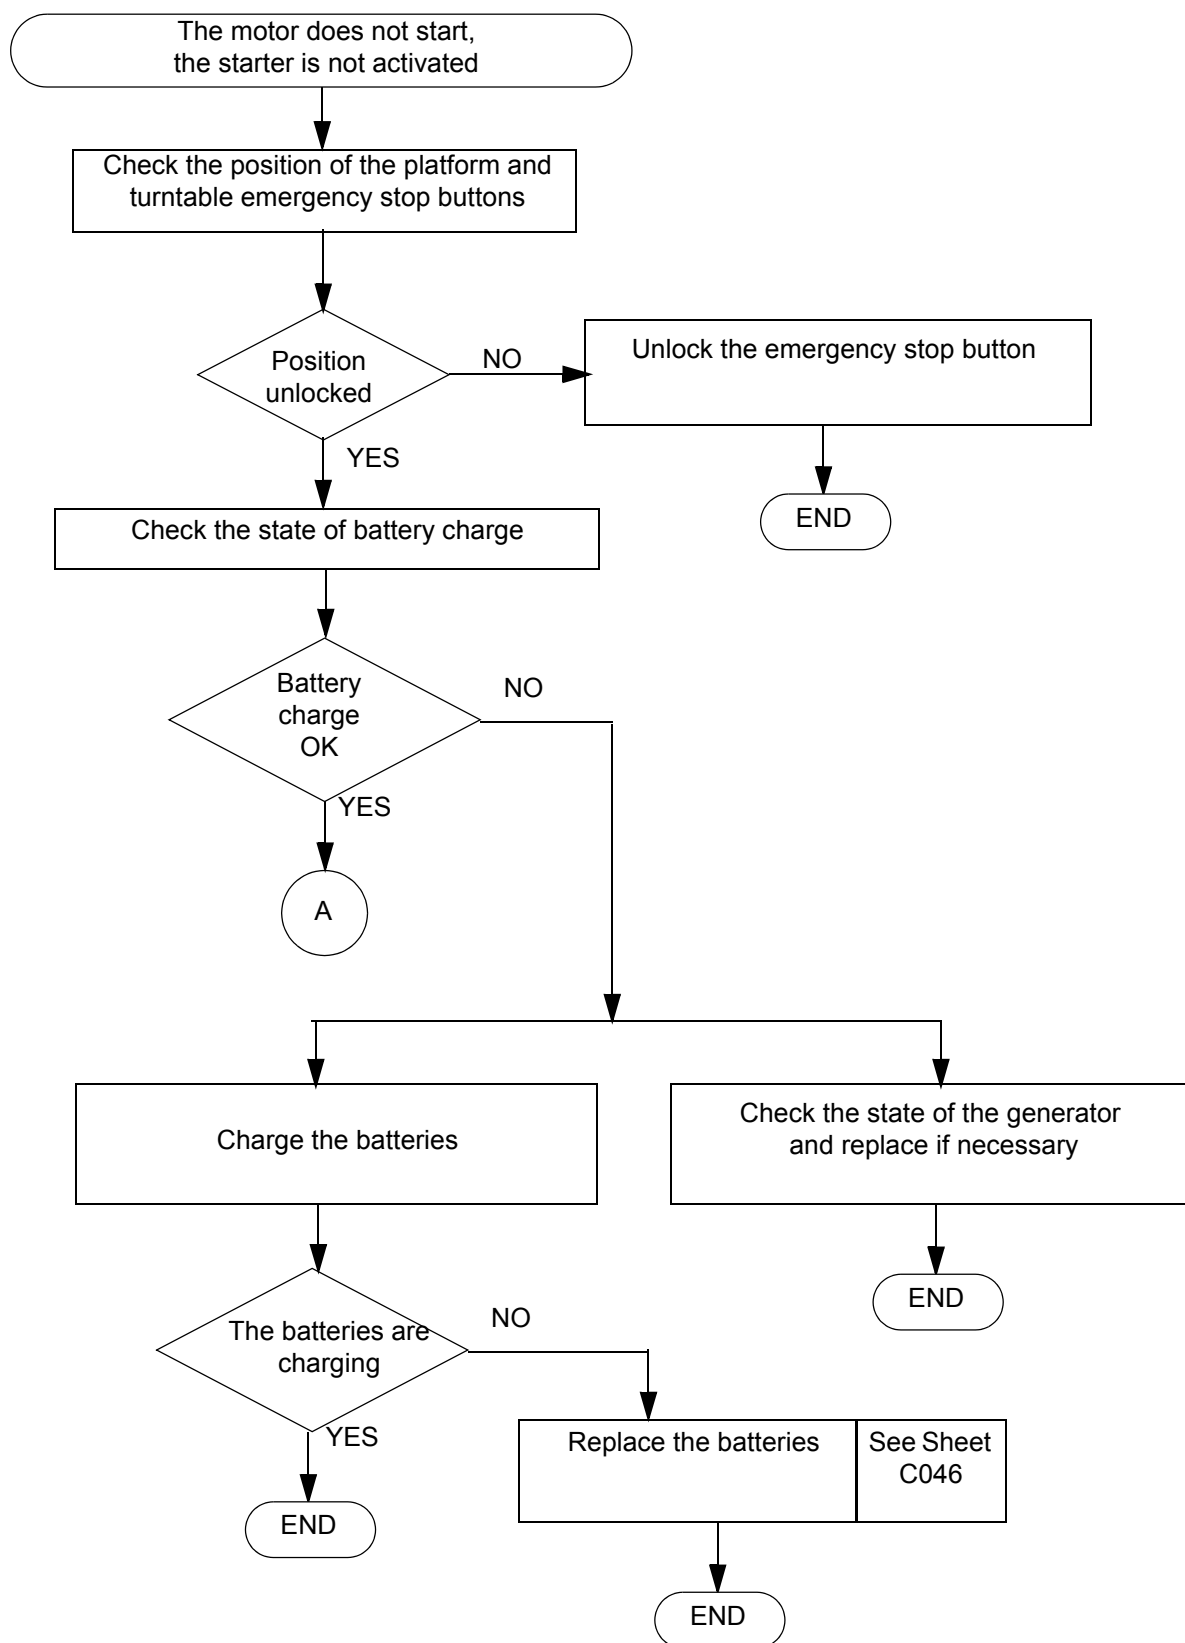 The motor does not start,
the starter is not activated
Check the position of the platform and
turntable emergency stop buttons
Position
unlocked
NO
Unlock the emergency stop button
YES
END
Check the state of battery charge
Battery
charge
OK
NO
YES
A
Charge the batteries
Check the state of the generator
and replace if necessary
END
The batteries are
charging
NO
YES
Replace the batteries
See Sheet
C046
END
END